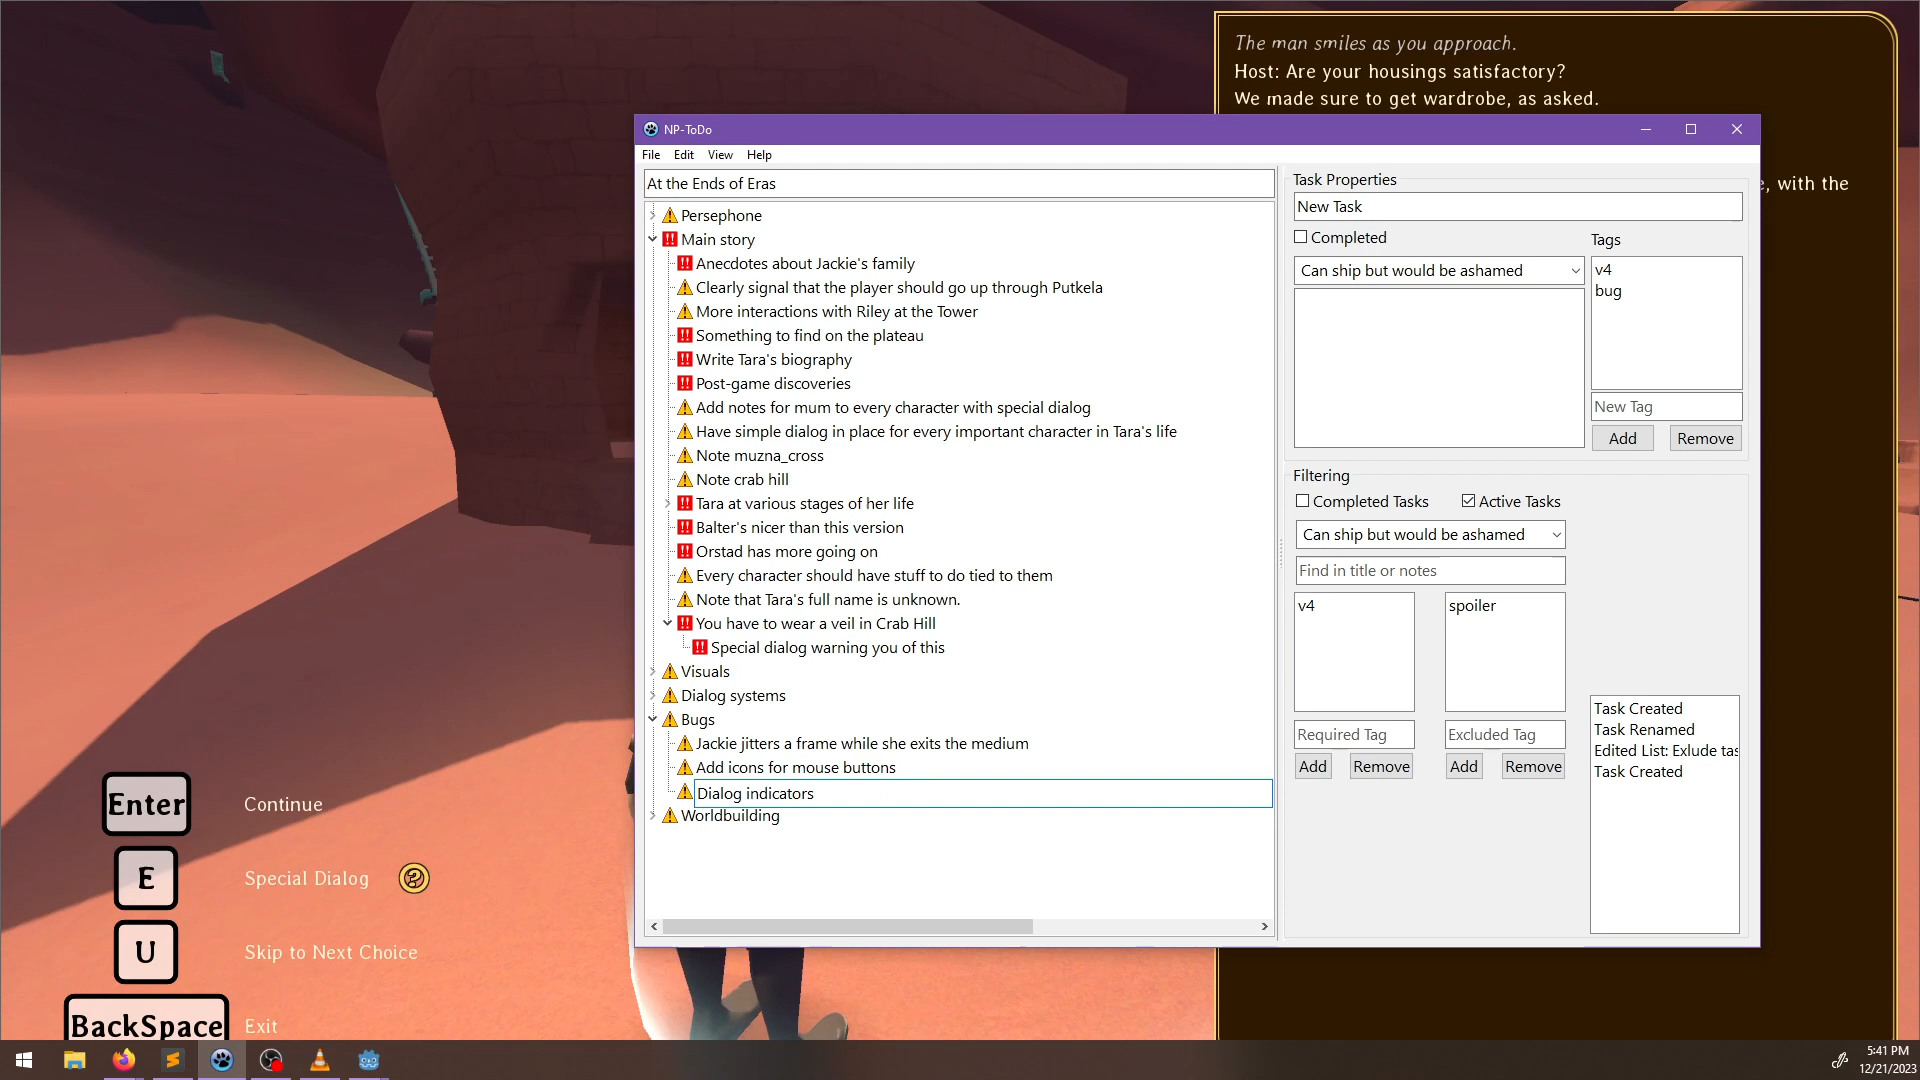 The man smiles as you approach.
Host: Are your housings satisfactory?
We made sure to get wardrobe, as asked.
, with the
NP-ToDo
File Edit View Help
At the Ends of Eras
Persephone
Main story
Anecdotes about Jackie's family
Clearly signal that the player should go up through Putkela
More interactions with Riley at the Tower
Something to find on the plateau
Write Tara's biography
Post-game discoveries
Add notes for mum to every character with special dialog
Have simple dialog in place for every important character in Tara's life
Note muzna_cross
Note crab hill
Tara at various stages of her life
Balter's nicer than this version
Orstad has more going on
Every character should have stuff to do tied to them
Note that Tara's full name is unknown.
You have to wear a veil in Crab Hill
Special dialog warning you of this
Visuals
Dialog systems
Bugs
Jackie jitters a frame while she exits the medium
Add icons for mouse buttons
Dialog indicators
Worldbuilding
Task Properties
New Task
Completed
Can ship but would be ashamed
Tags
v4
bug
New Tag
Add Remove
Filtering
Completed Tasks Active Tasks
Can ship but would be ashamed
Find in title or notes
v4
spoiler
Required Tag
Excluded Tag
Add Remove
Add Remove
Task Created
Task Renamed
Edited List: Exlude tas
Task Created
Enter Continue
E Special Dialog ?
U Skip to Next Choice
BackSpace Exit
5:41 PM
12/21/2023